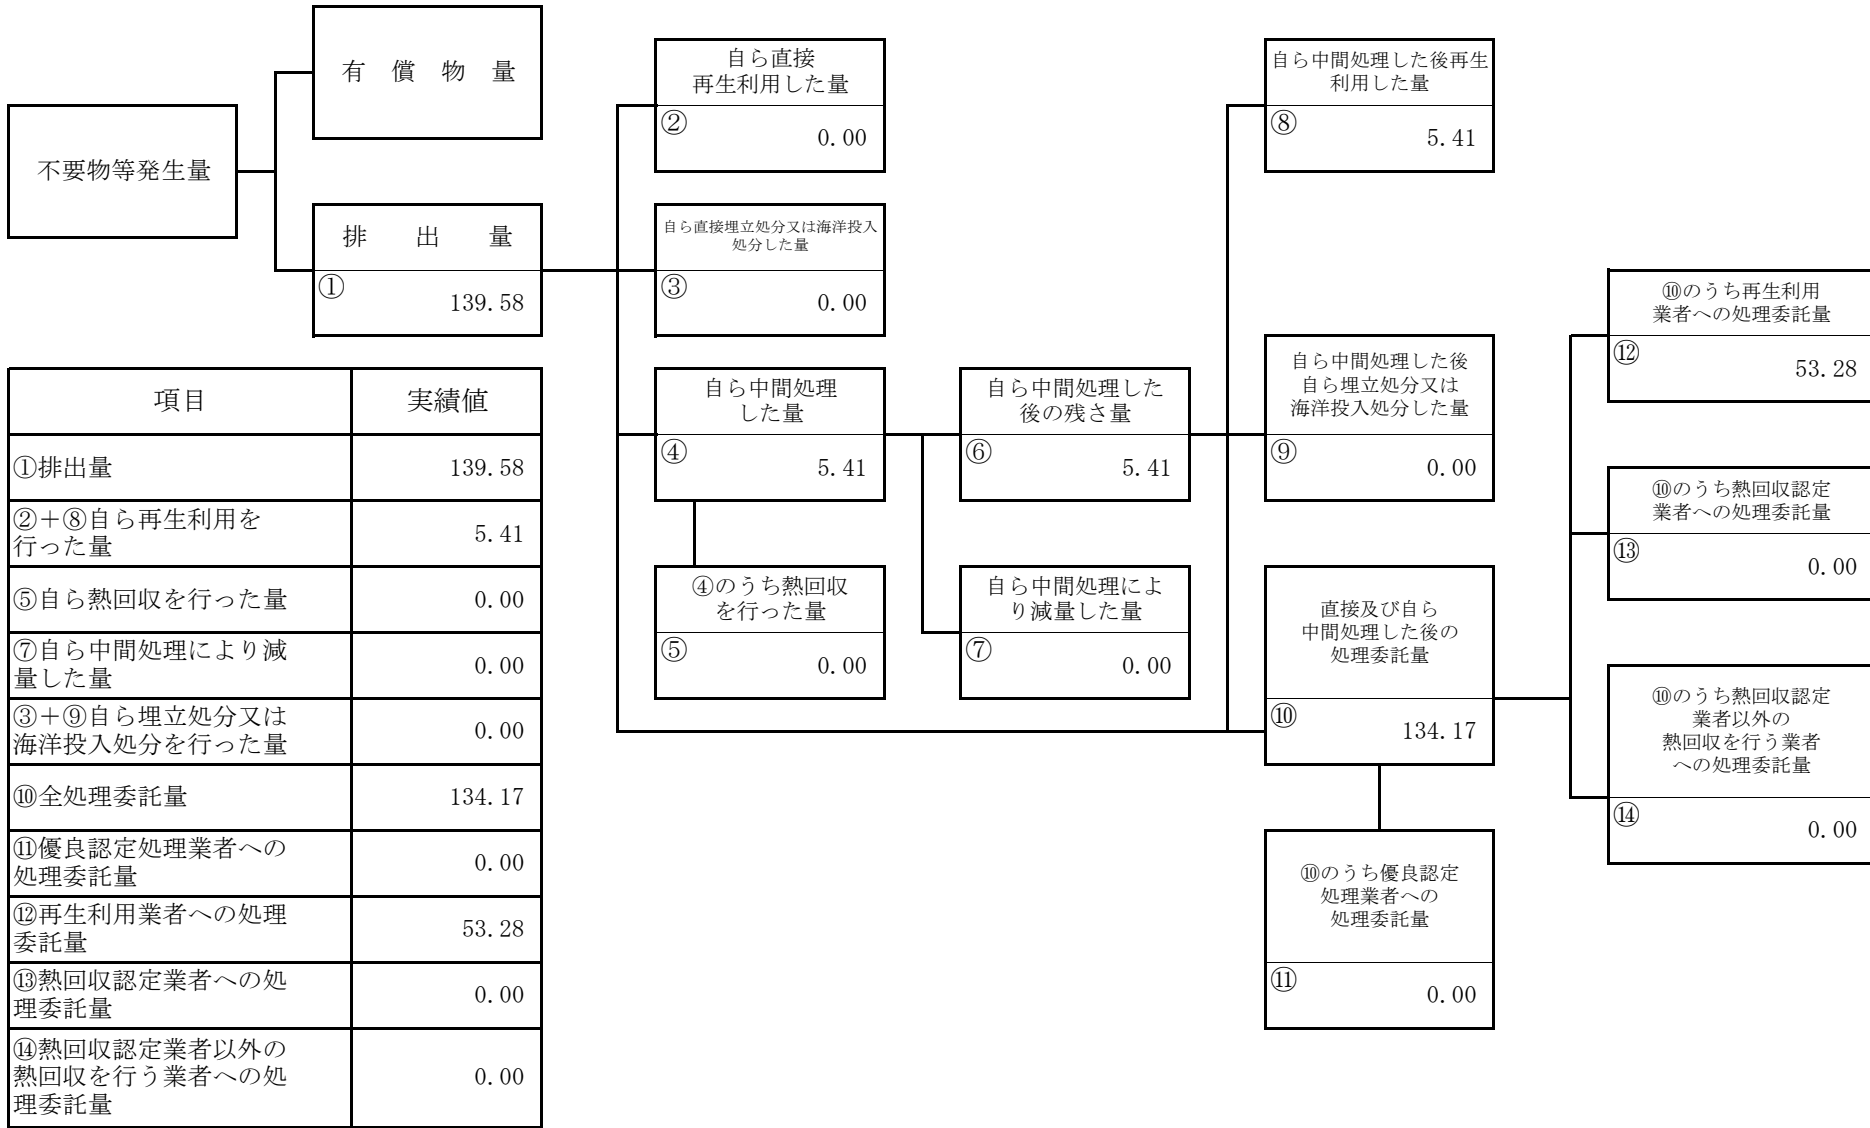 不要物等発生量
有　償　物　量
排　　出　　量
①
139.58
自ら直接
再生利用した量
②
0.00
自ら直接埋立処分又は海洋投入
処分した量
③
0.00
自ら中間処理
した量
④
5.41
④のうち熱回収
を行った量
⑤
0.00
自ら中間処理した
後の残さ量
⑥
5.41
自ら中間処理によ
り減量した量
⑦
0.00
自ら中間処理した後再生
利用した量
⑧
5.41
自ら中間処理した後
自ら埋立処分又は
海洋投入処分した量
⑨
0.00
直接及び自ら
中間処理した後の
処理委託量
⑩
134.17
⑩のうち優良認定
処理業者への
処理委託量
⑪
0.00
⑩のうち再生利用
業者への処理委託量
⑫
53.28
⑩のうち熱回収認定
業者への処理委託量
⑬
0.00
⑩のうち熱回収認定
業者以外の
熱回収を行う業者
への処理委託量
⑭
0.00
項目　実績値
①排出量　139.58
②＋⑧自ら再生利用を
行った量　5.41
⑤自ら熱回収を行った量　0.00
⑦自ら中間処理により減
量した量　0.00
③＋⑨自ら埋立処分又は
海洋投入処分を行った量　0.00
⑩全処理委託量　134.17
⑪優良認定処理業者への
処理委託量　0.00
⑫再生利用業者への処理
委託量　53.28
⑬熱回収認定業者への処
理委託量　0.00
⑭熱回収認定業者以外の
熱回収を行う業者への処
理委託量　0.00